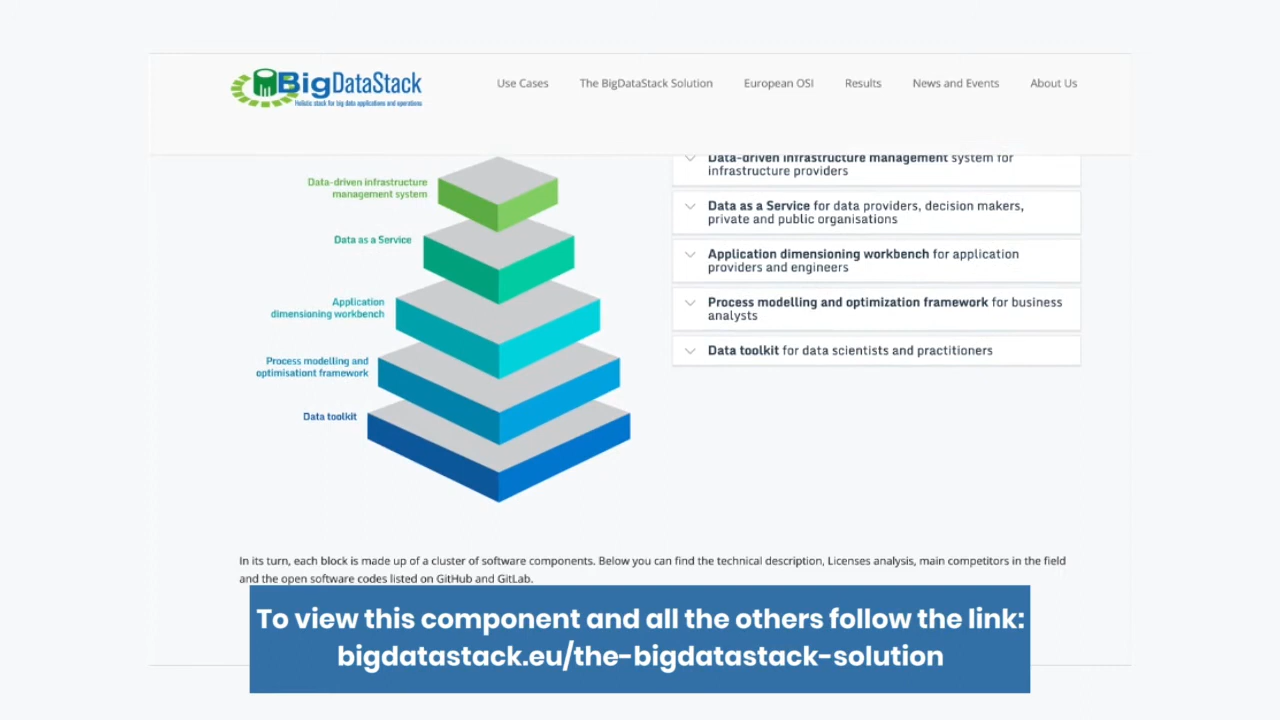 BigDataStack
Holistic stack for big data applications and operations
Use Cases
The BigDataStack Solution
European OSI
Results
News and Events
About Us
Data-driven infrastructure
management system
Data as a Service
Application
dimensioning workbench
Process modelling and
optimisationt framework
Data toolkit
Data-driven infrastructure management system for
infrastructure providers
Data as a Service for data providers, decision makers,
private and public organisations
Application dimensioning workbench for application
providers and engineers
Process modelling and optimization framework for business
analysts
Data toolkit for data scientists and practitioners
In its turn, each block is made up of a cluster of software components. Below you can find the technical description, Licenses analysis, main competitors in the field
and the open software codes listed on GitHub and GitLab.
To view this component and all the others follow the link:
bigdatastack.eu/the-bigdatastack-solution